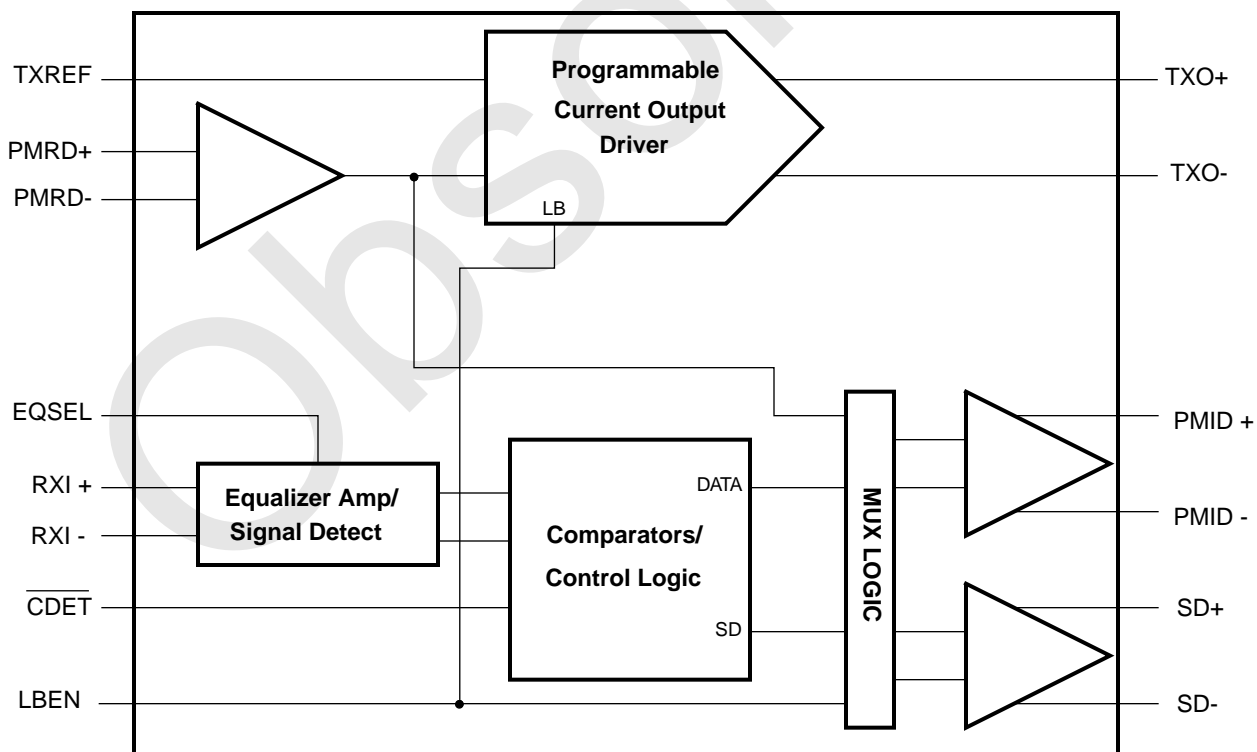 TXREF
PMRD+
PMRD-
Programmable
Current Output
Driver
LB
TXO+
TXO-
EQSEL
RXI +
RXI -
CDET
LBEN
Equalizer Amp/
Signal Detect
Comparators/
Control Logic
DATA
SD
MUX LOGIC
PMID +
PMID -
SD+
SD-